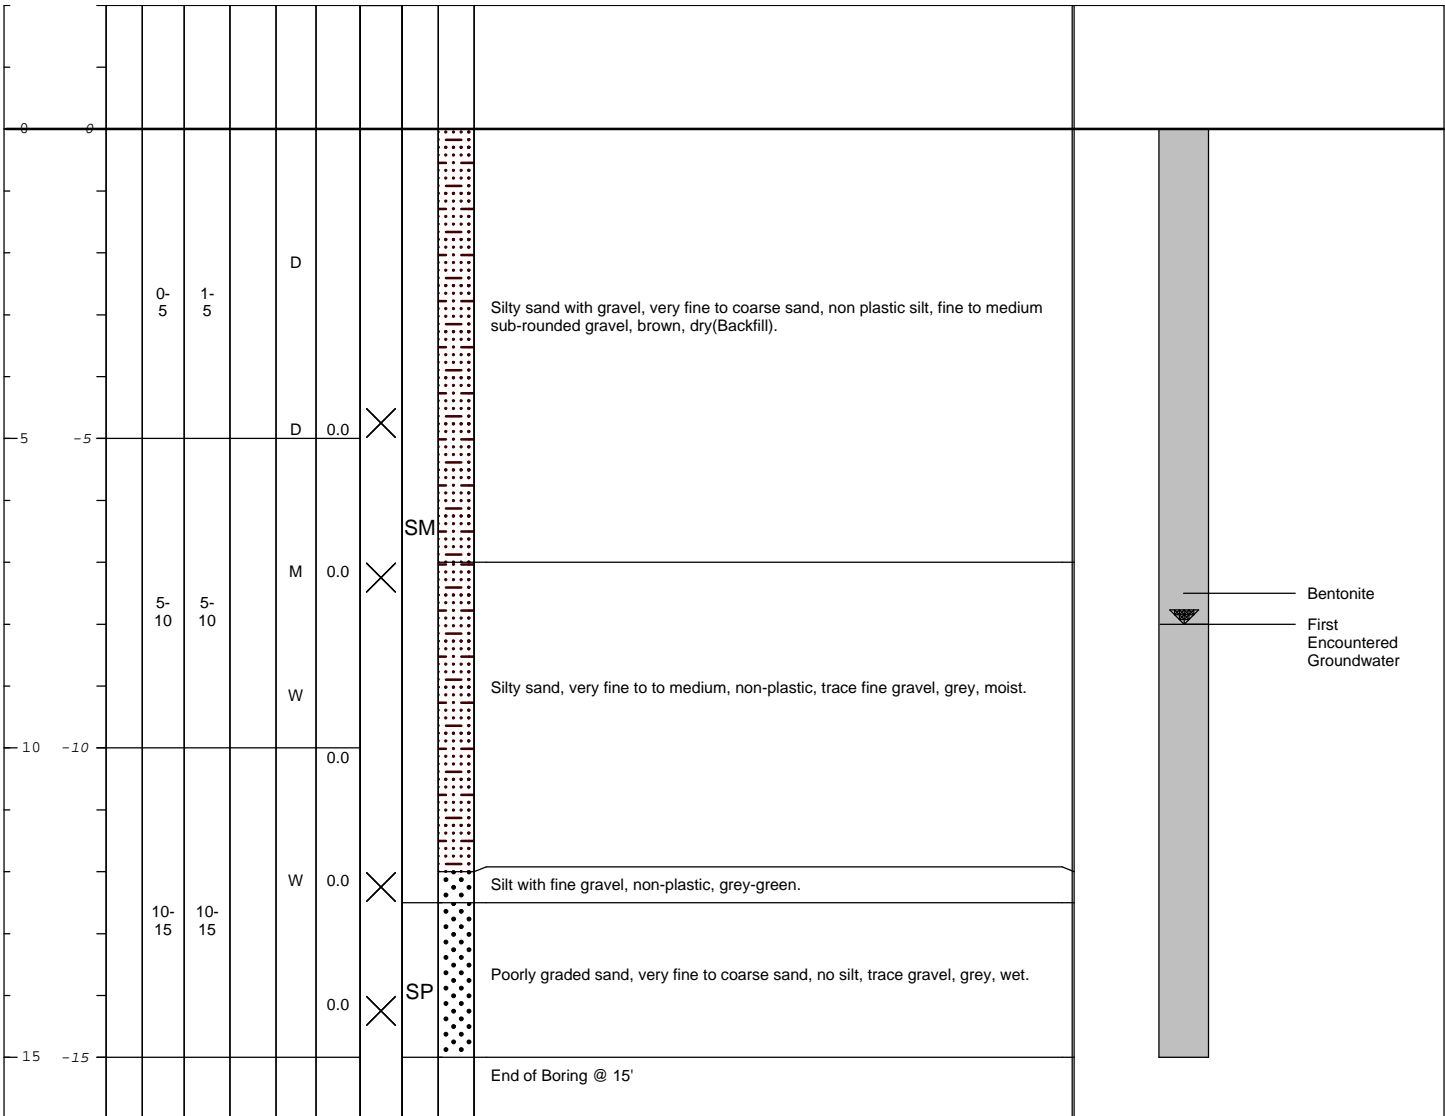 0 0
D
0-
5
1-
5
Silty sand with gravel, very fine to coarse sand, non plastic silt, fine to medium
sub-rounded gravel, brown, dry(Backfill).
D 0.0
5 -5
SM
M 0.0
5-
10
5-
10
Bentonite
First
Encountered
Groundwater
Silty sand, very fine to to medium, non-plastic, trace fine gravel, grey, moist.
W
10 -10
0.0
W 0.0
Silt with fine gravel, non-plastic, grey-green.
10-
15
10-
15
Poorly graded sand, very fine to coarse sand, no silt, trace gravel, grey, wet.
SP
0.0
15 -15
End of Boring @ 15'